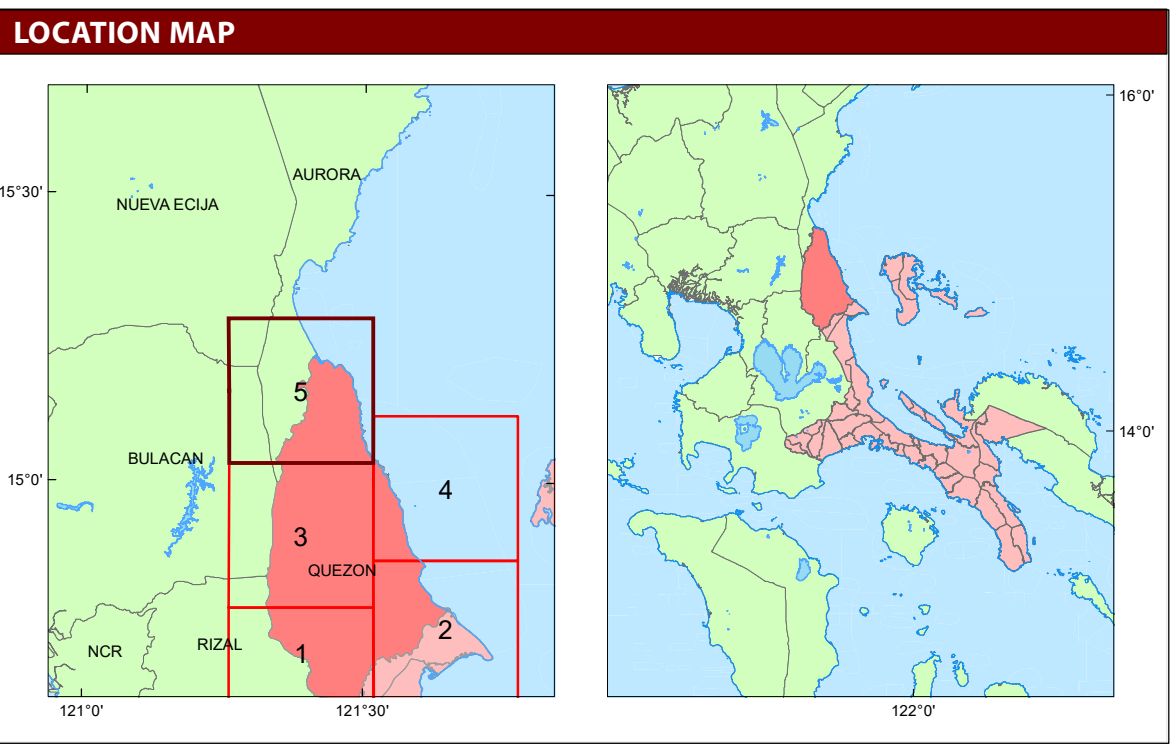 LOCATION MAP
16°0'
AURORA
15°30'
NUEVA ECIJA
5
14°0'
BULACAN
15°0'
4
3
QUEZON
2
RIZAL
NCR
1
121°0'
121°30'
122°0'